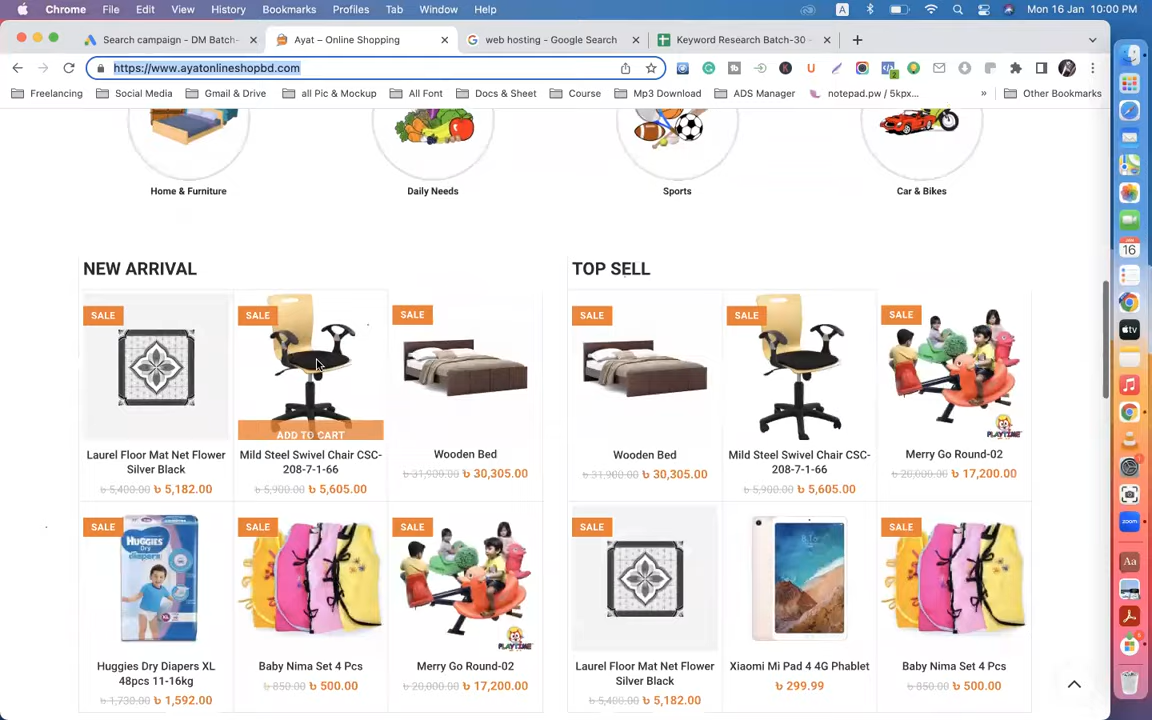 Chrome File Edit View History Bookmarks Profiles Tab Window Help A Mon 16 Jan 10:00 PM
Search campaign - DM Batch- Ayat – Online Shopping web hosting - Google Search Keyword Research Batch-30 -
https://www.ayatonlineshopbd.com
Freelancing Social Media Gmail & Drive all Pic & Mockup All Font Docs & Sheet Course Mp3 Download ADS Manager notepad.pw / 5kpx... » Other Bookmarks
Home & Furniture Daily Needs Sports Car & Bikes
NEW ARRIVAL TOP SELL
SALE SALE SALE SALE SALE SALE
PLAYTIME
ADD TO CART
Laurel Floor Mat Net Flower Mild Steel Swivel Chair CSC- Wooden Bed Wooden Bed Mild Steel Swivel Chair CSC- Merry Go Round-02
Silver Black 208-7-1-66 ৳ 31,900.00 ৳ 30,305.00 ৳ 31,900.00 ৳ 30,305.00 208-7-1-66 ৳ 20,000.00 ৳ 17,200.00
৳ 5,400.00 ৳ 5,182.00 ৳ 5,900.00 ৳ 5,605.00 ৳ 5,900.00 ৳ 5,605.00
SALE SALE SALE SALE SALE
HUGGIES
Dry
diapers
PLAYTIME
Huggies Dry Diapers XL Baby Nima Set 4 Pcs Merry Go Round-02 Laurel Floor Mat Net Flower Xiaomi Mi Pad 4 4G Phablet Baby Nima Set 4 Pcs
48pcs 11-16kg ৳ 850.00 ৳ 500.00 ৳ 20,000.00 ৳ 17,200.00 Silver Black ৳ 299.99 ৳ 850.00 ৳ 500.00
৳ 1,730.00 ৳ 1,592.00 ৳ 5,400.00 ৳ 5,182.00
JAN
16
tv
zoom
Aa